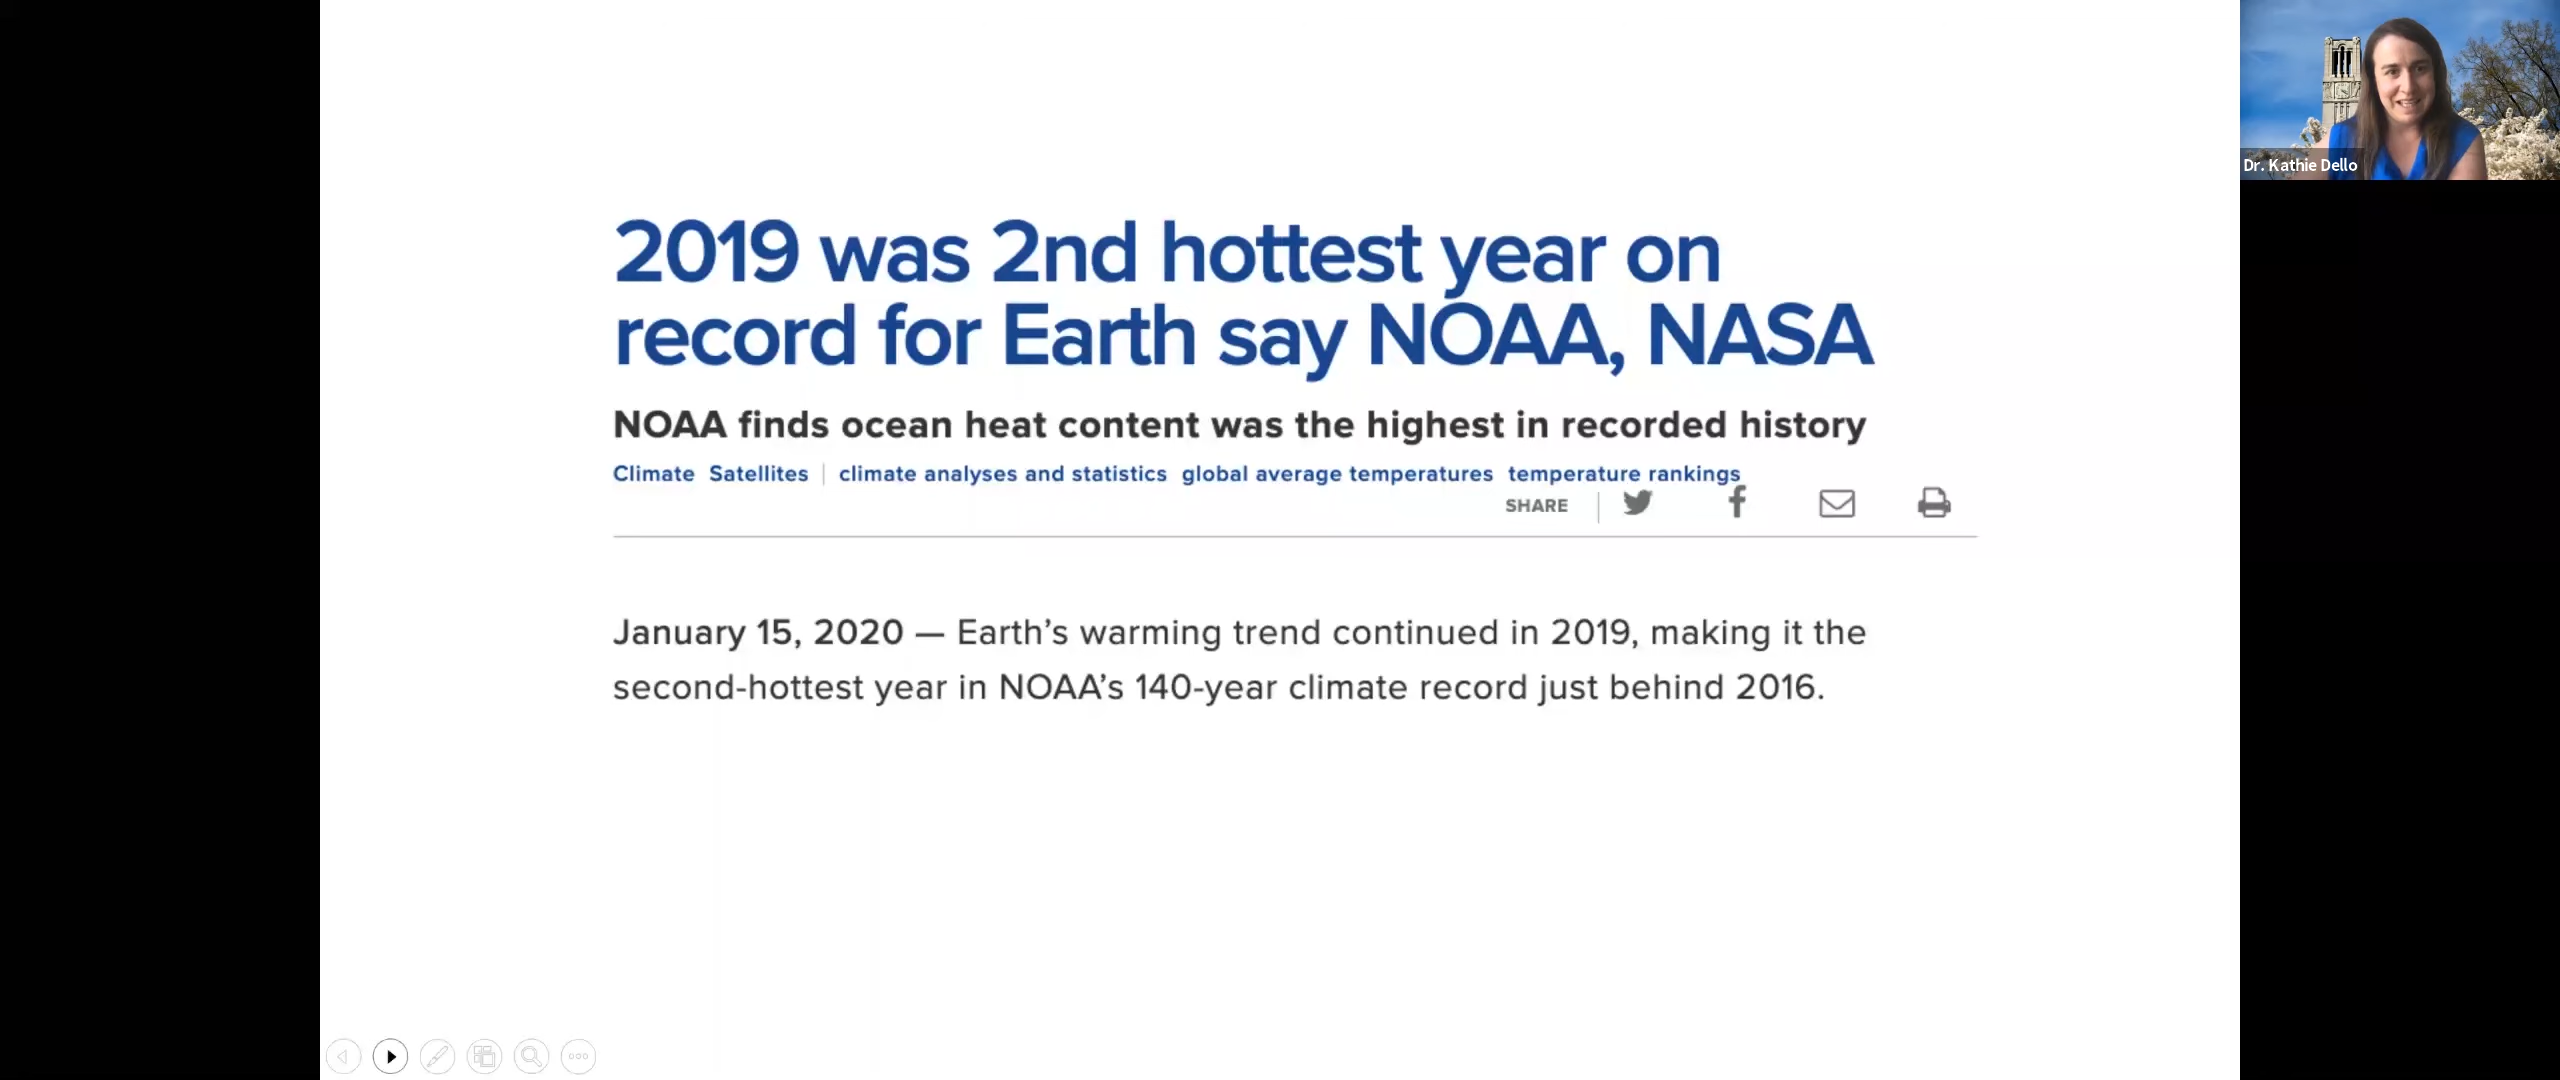 Dr. Kathie Dello
2019 was 2nd hottest year on
record for Earth say NOAA, NASA
NOAA finds ocean heat content was the highest in recorded history
Climate Satellites | climate analyses and statistics global average temperatures temperature rankings
SHARE
January 15, 2020 — Earth's warming trend continued in 2019, making it the
second-hottest year in NOAA's 140-year climate record just behind 2016.